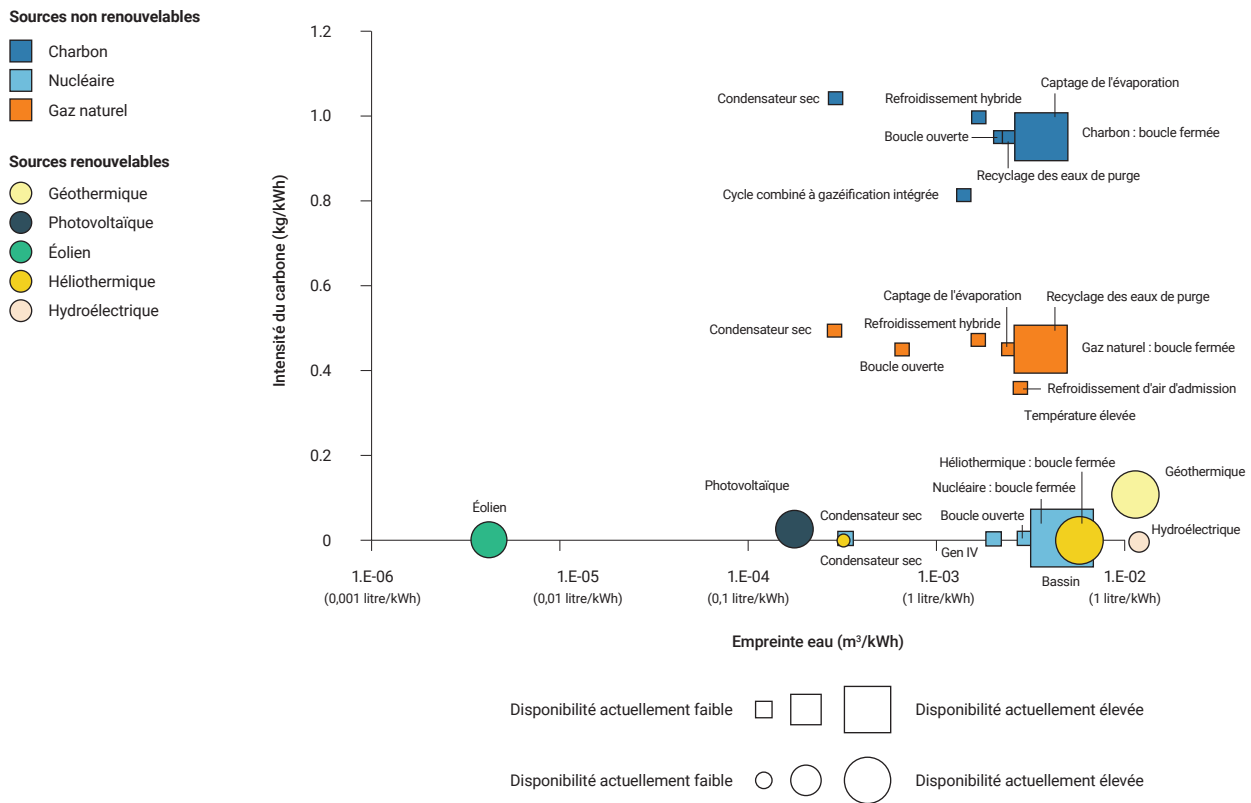 Sources non renouvelables
Charbon
Nucléaire
Gaz naturel
Sources renouvelables
Géothermique
Photovoltaïque
Éolien
Héliothermique
Hydroélectrique
Intensité du carbone (kg/kWh)
1.2
1.0
0.8
0.6
0.4
0.2
0
Captage de l'évaporation
Condensateur sec
Refroidissement hybride
Boucle ouverte
Charbon : boucle fermée
Recyclage des eaux de purge
Cycle combiné à gazéification intégrée
Captage de l'évaporation
Recyclage des eaux de purge
Condensateur sec
Refroidissement hybride
Gaz naturel : boucle fermée
Boucle ouverte
Refroidissement d'air d'admission
Température élevée
Héliothermique : boucle fermée
Géothermique
Photovoltaïque
Nucléaire : boucle fermée
Éolien
Condensateur sec
Boucle ouverte
Hydroélectrique
Condensateur sec
Gen IV
Bassin
1.E-06
(0,001 litre/kWh)
1.E-05
(0,01 litre/kWh)
1.E-04
(0,1 litre/kWh)
1.E-03
(1 litre/kWh)
1.E-02
(1 litre/kWh)
Empreinte eau (m³/kWh)
Disponibilité actuellement faible
Disponibilité actuellement élevée
Disponibilité actuellement faible
Disponibilité actuellement élevée